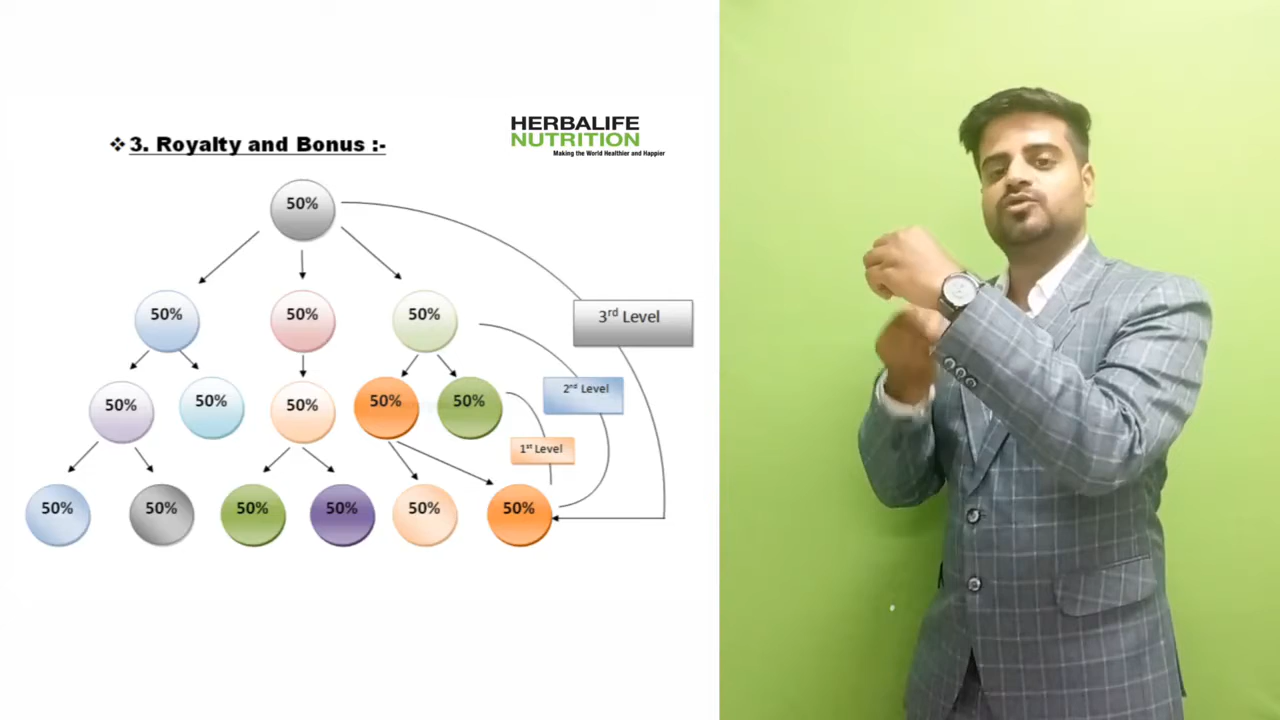 HERBALIFE
NUTRITION
Making the World Healthier and Happier
❖3. Royalty and Bonus :-
50%
50%
50%
50%
3rd Level
50%
50%
50%
50%
50%
2rd Level
1st Level
50%
50%
50%
50%
50%
50%